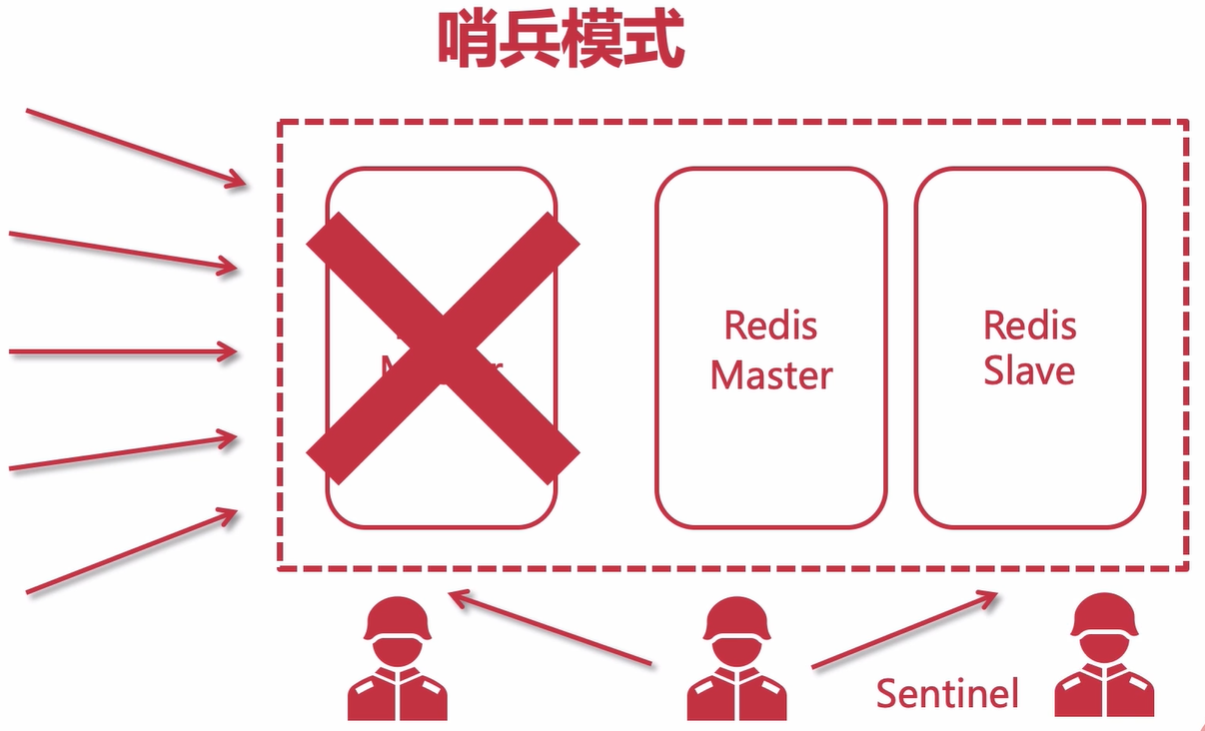 哨兵模式
Redis
Master
Redis
Slave
Sentinel